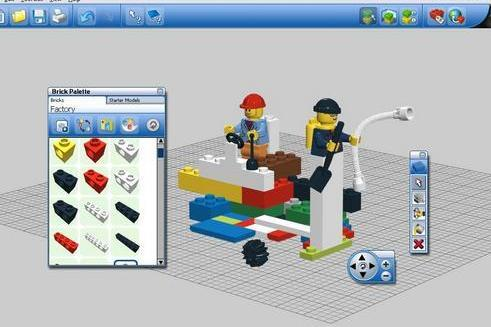 Brick Palette
Bricks
Starter Models
Factory